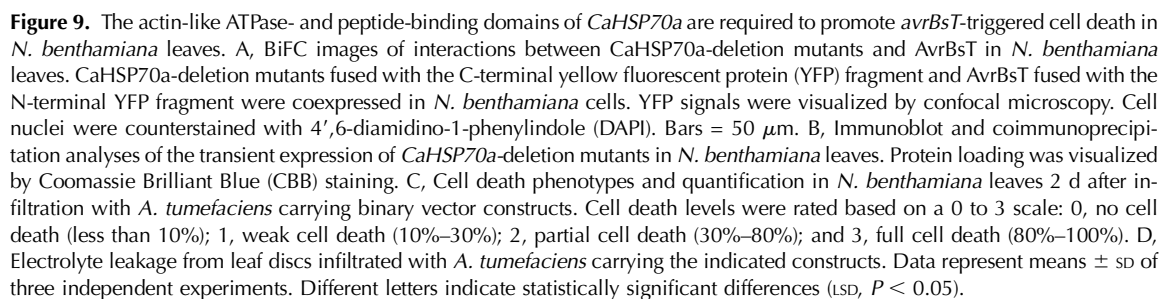 Figure 9. The actin-like ATPase- and peptide-binding domains of CaHSP70a are required to promote avrBsT-triggered cell death in
N. benthamiana leaves. A, BiFC images of interactions between CaHSP70a-deletion mutants and AvrBsT in N. benthamiana
leaves. CaHSP70a-deletion mutants fused with the C-terminal yellow fluorescent protein (YFP) fragment and AvrBsT fused with the
N-terminal YFP fragment were coexpressed in N. benthamiana cells. YFP signals were visualized by confocal microscopy. Cell
nuclei were counterstained with 4′,6-diamidino-1-phenylindole (DAPI). Bars = 50 μm. B, Immunoblot and coimmunoprecipi-
tation analyses of the transient expression of CaHSP70a-deletion mutants in N. benthamiana leaves. Protein loading was visualized
by Coomassie Brilliant Blue (CBB) staining. C, Cell death phenotypes and quantification in N. benthamiana leaves 2 d after in-
filtration with A. tumefaciens carrying binary vector constructs. Cell death levels were rated based on a 0 to 3 scale: 0, no cell
death (less than 10%); 1, weak cell death (10%–30%); 2, partial cell death (30%–80%); and 3, full cell death (80%–100%). D,
Electrolyte leakage from leaf discs infiltrated with A. tumefaciens carrying the indicated constructs. Data represent means ± SD of
three independent experiments. Different letters indicate statistically significant differences (LSD, P < 0.05).